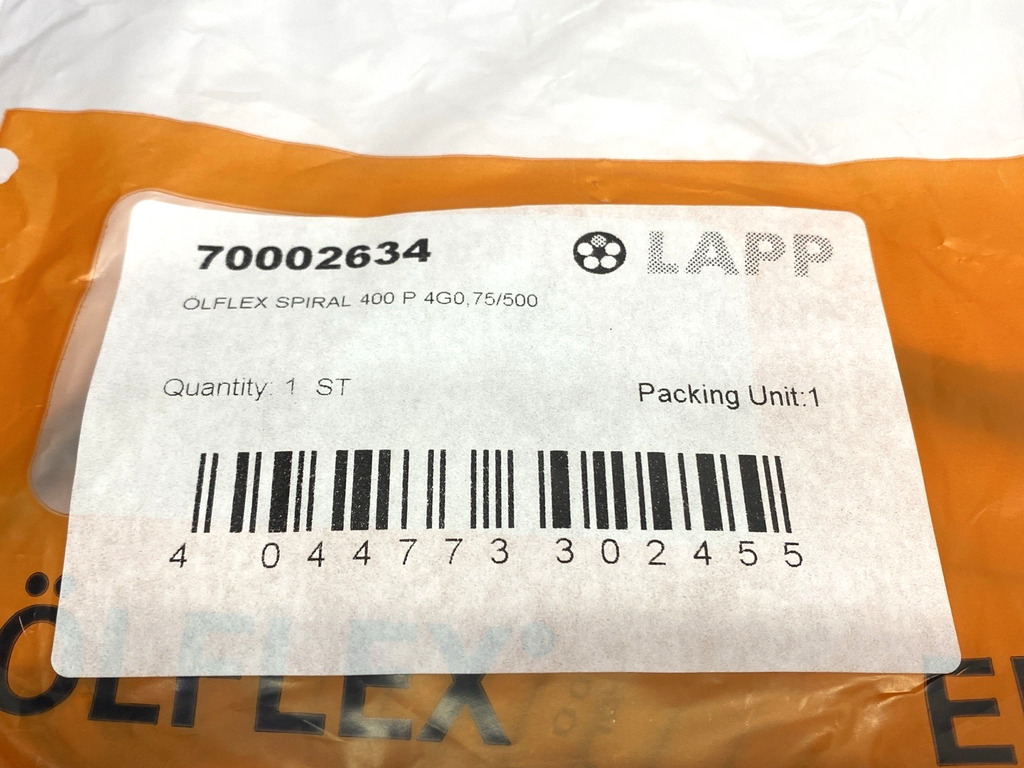 70002634
LAPP
ÖLFLEX SPIRAL 400 P 4G0,75/500
Quantity: 1 ST
Packing Unit:1
4 044773 302455
ÖLFLEX®